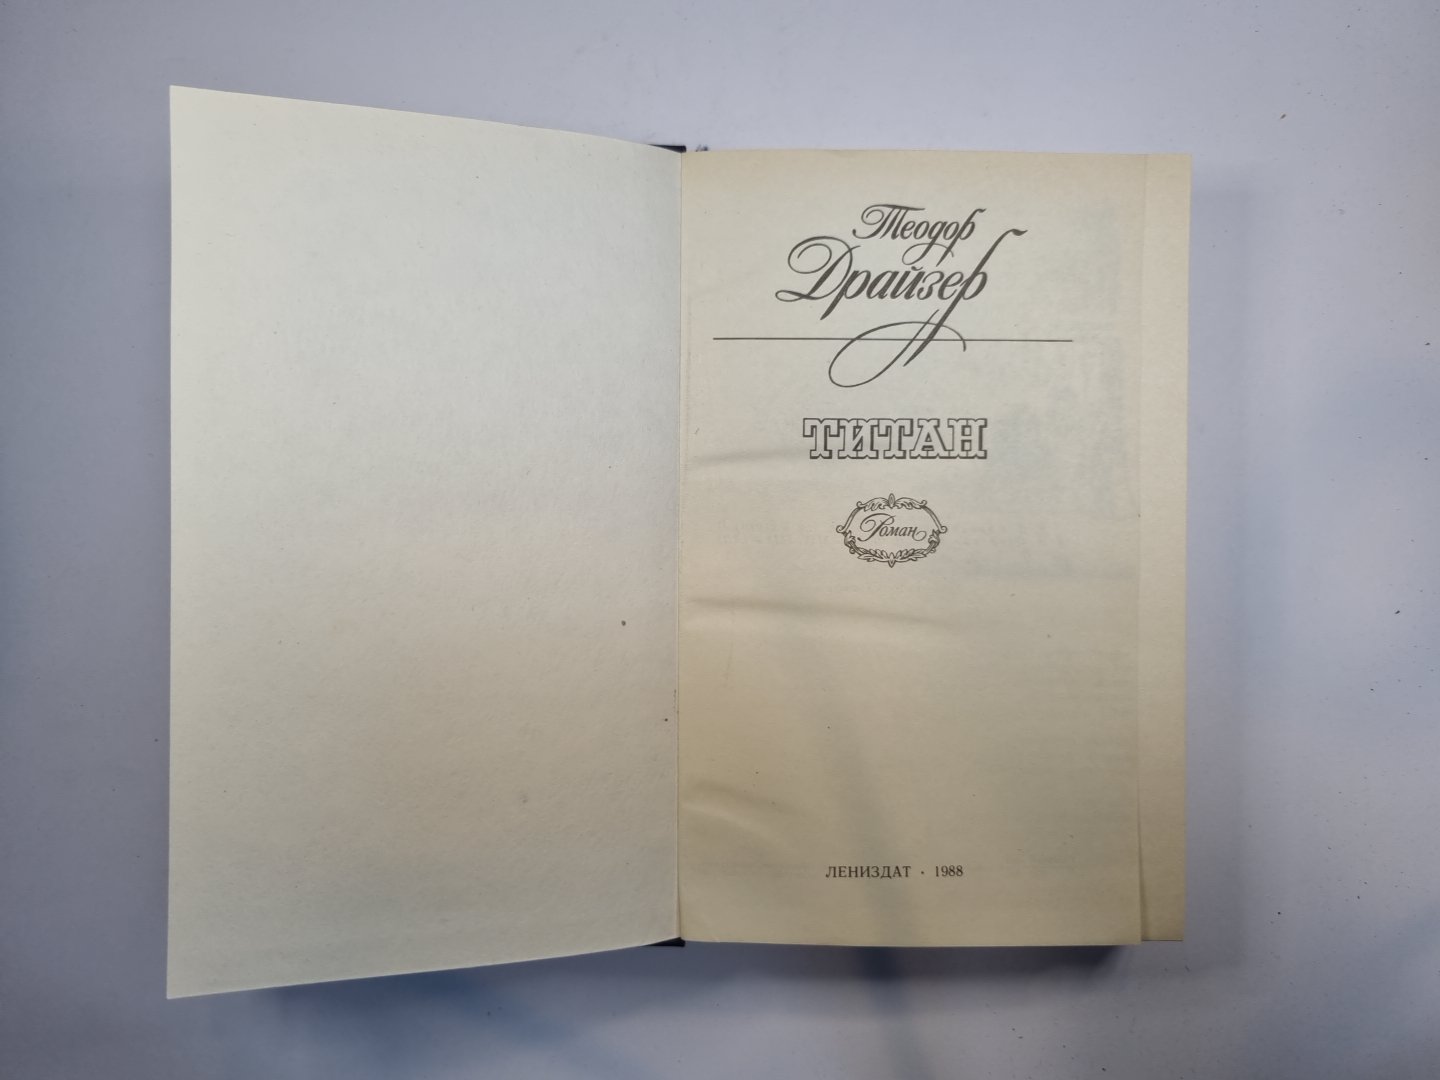 Теодор
Драйзер
ТИТАН
Роман
ЛЕНИЗДАТ · 1988